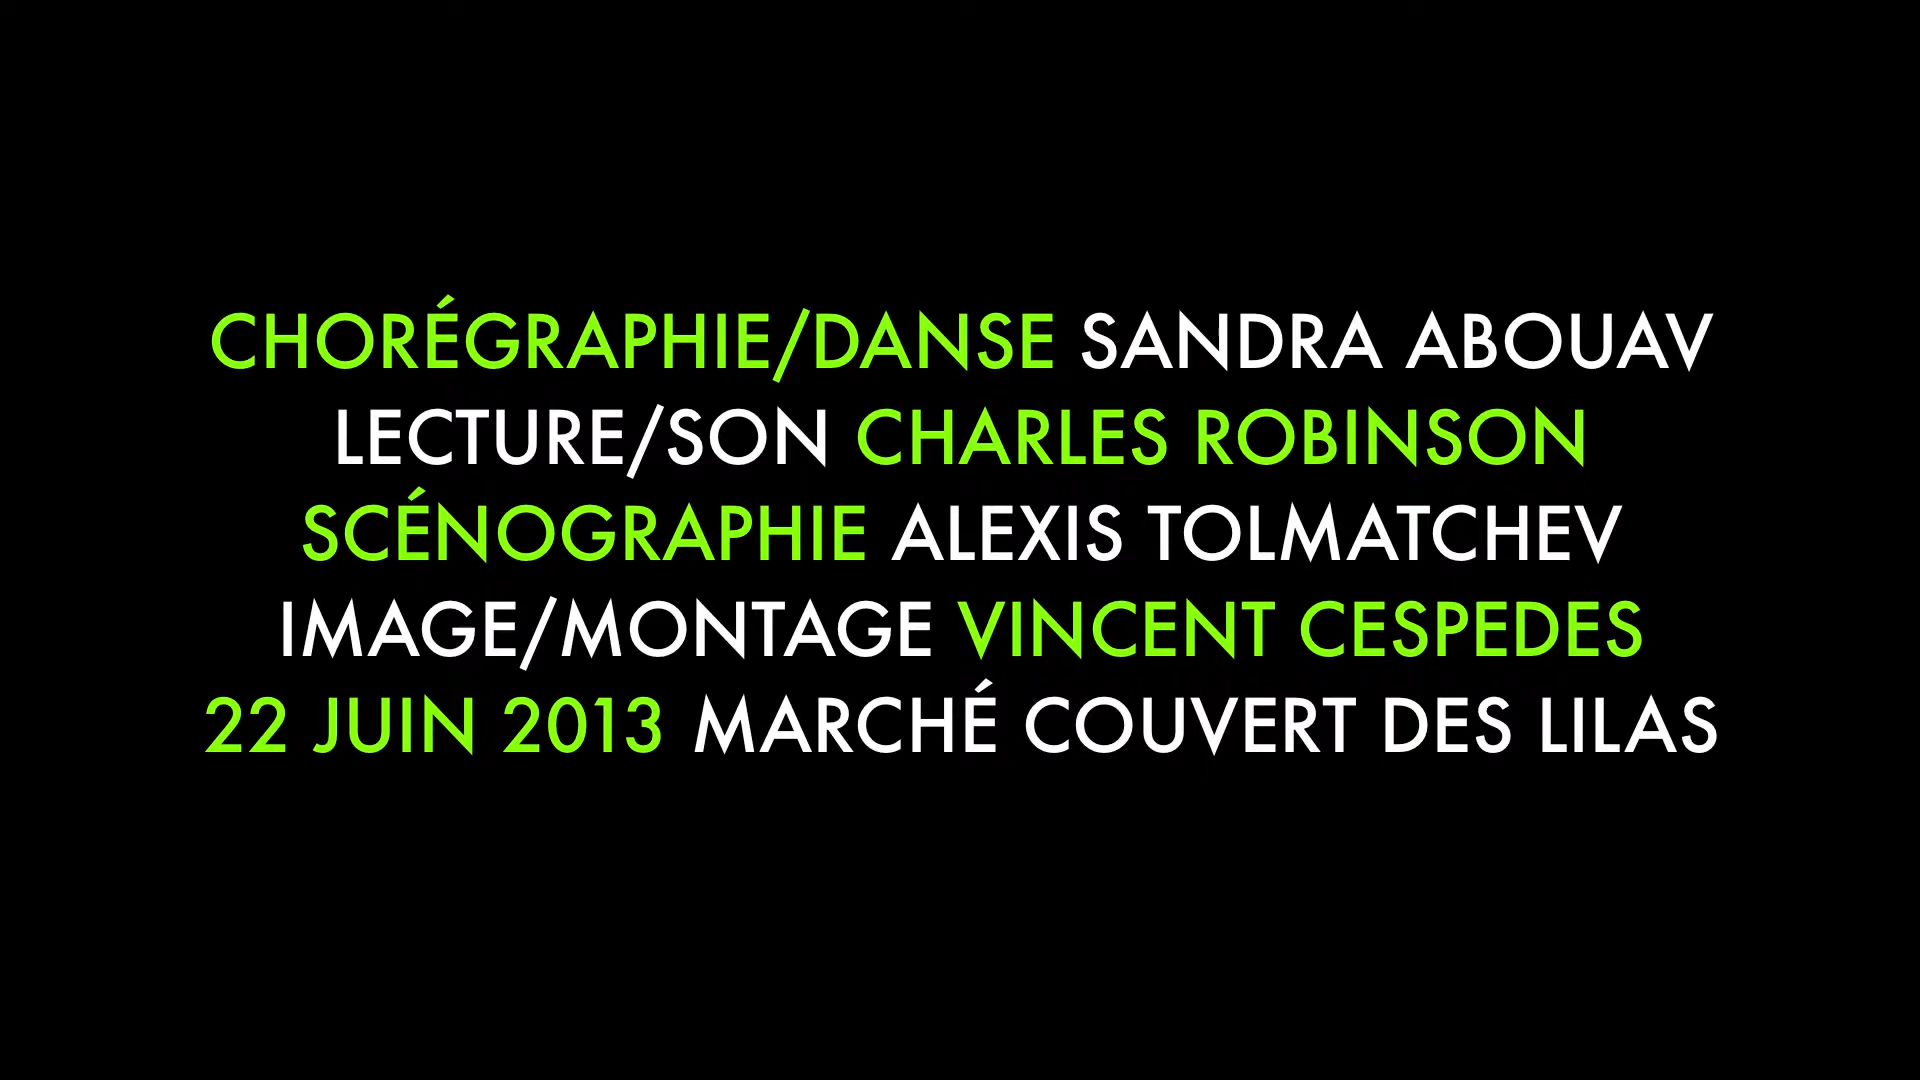 CHORÉGRAPHIE/DANSE SANDRA ABOUAV
LECTURE/SON CHARLES ROBINSON
SCÉNOGRAPHIE ALEXIS TOLMATCHEV
IMAGE/MONTAGE VINCENT CESPEDES
22 JUIN 2013 MARCHÉ COUVERT DES LILAS